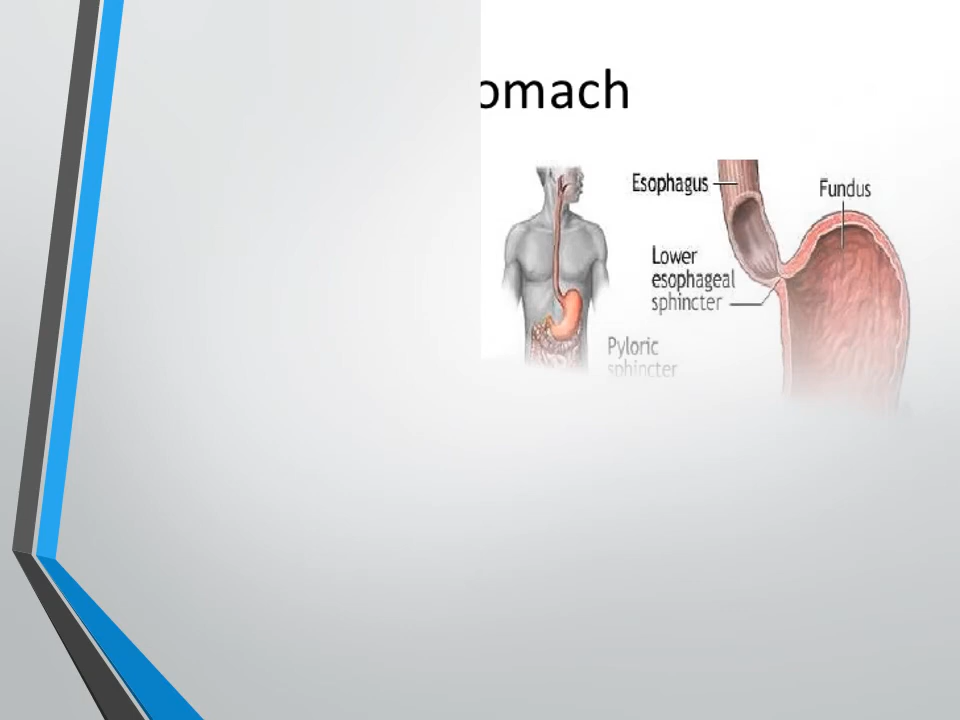 omach
Esophagus
Fundus
Lower
esophageal
sphincter
Pyloric
sphincter